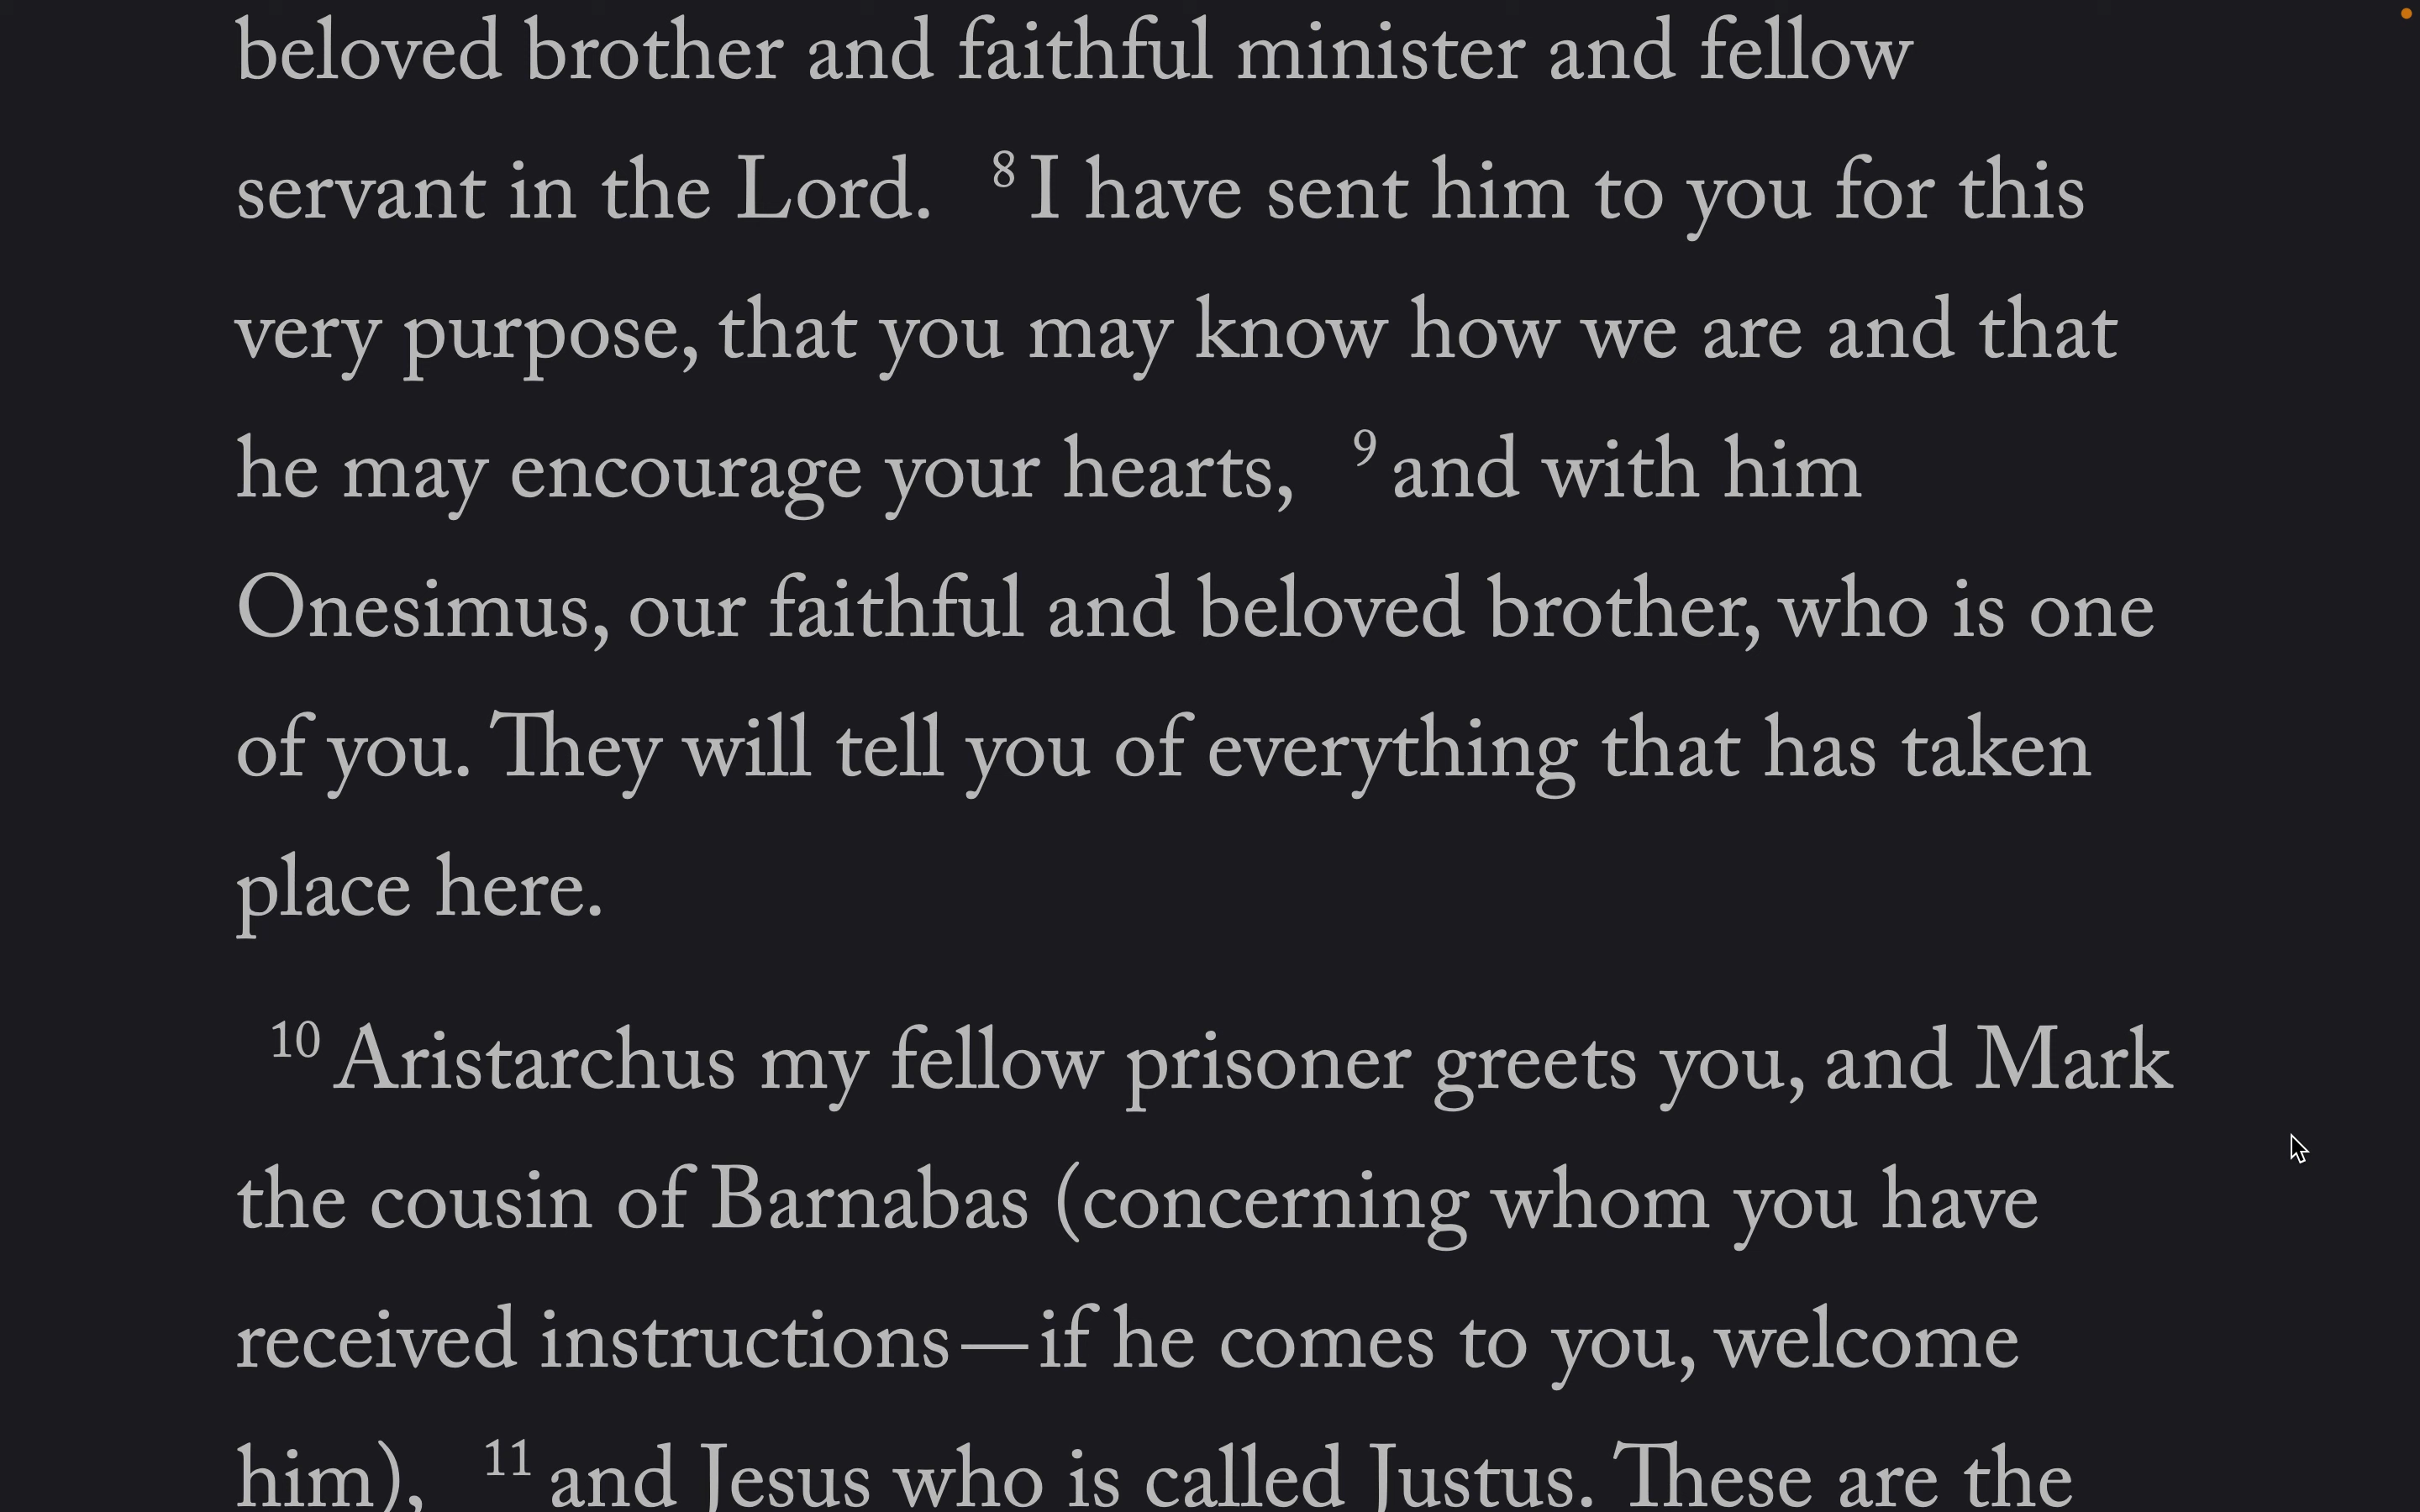 beloved brother and faithful minister and fellow
servant in the Lord. 8 I have sent him to you for this
very purpose, that you may know how we are and that
he may encourage your hearts, 9 and with him
Onesimus, our faithful and beloved brother, who is one
of you. They will tell you of everything that has taken
place here.
10 Aristarchus my fellow prisoner greets you, and Mark
the cousin of Barnabas (concerning whom you have
received instructions—if he comes to you, welcome
him), 11 and Jesus who is called Justus. These are the